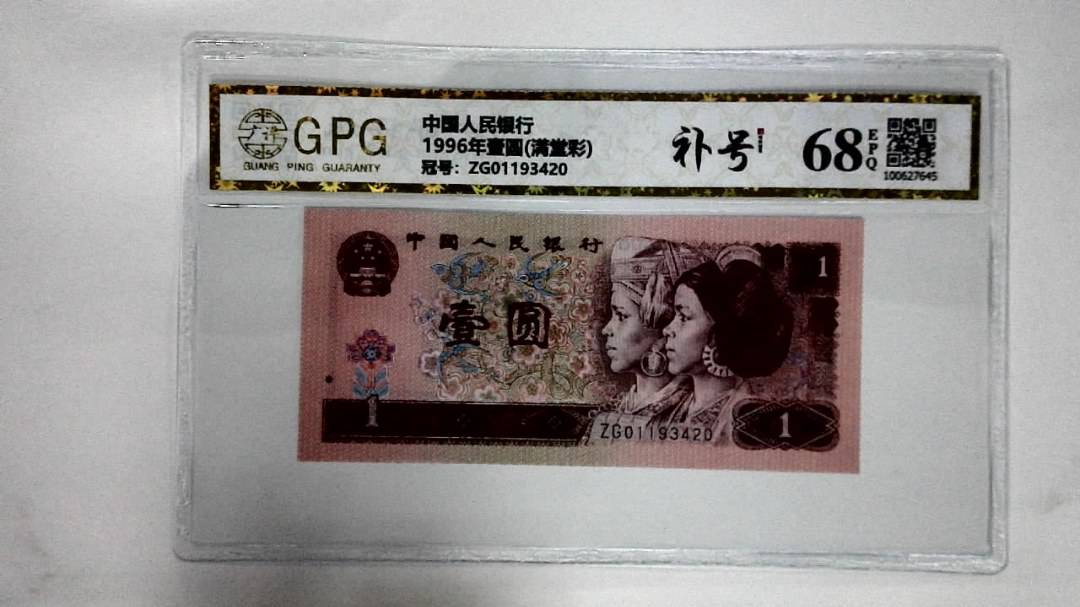 GPG
GUANG PING GUARANTY
中国人民银行
1996年壹圆(满堂彩)
冠号: ZG01193420
补号
68
EPQ
100627645
中国人民银行
1
壹圆
1
ZG01193420
1